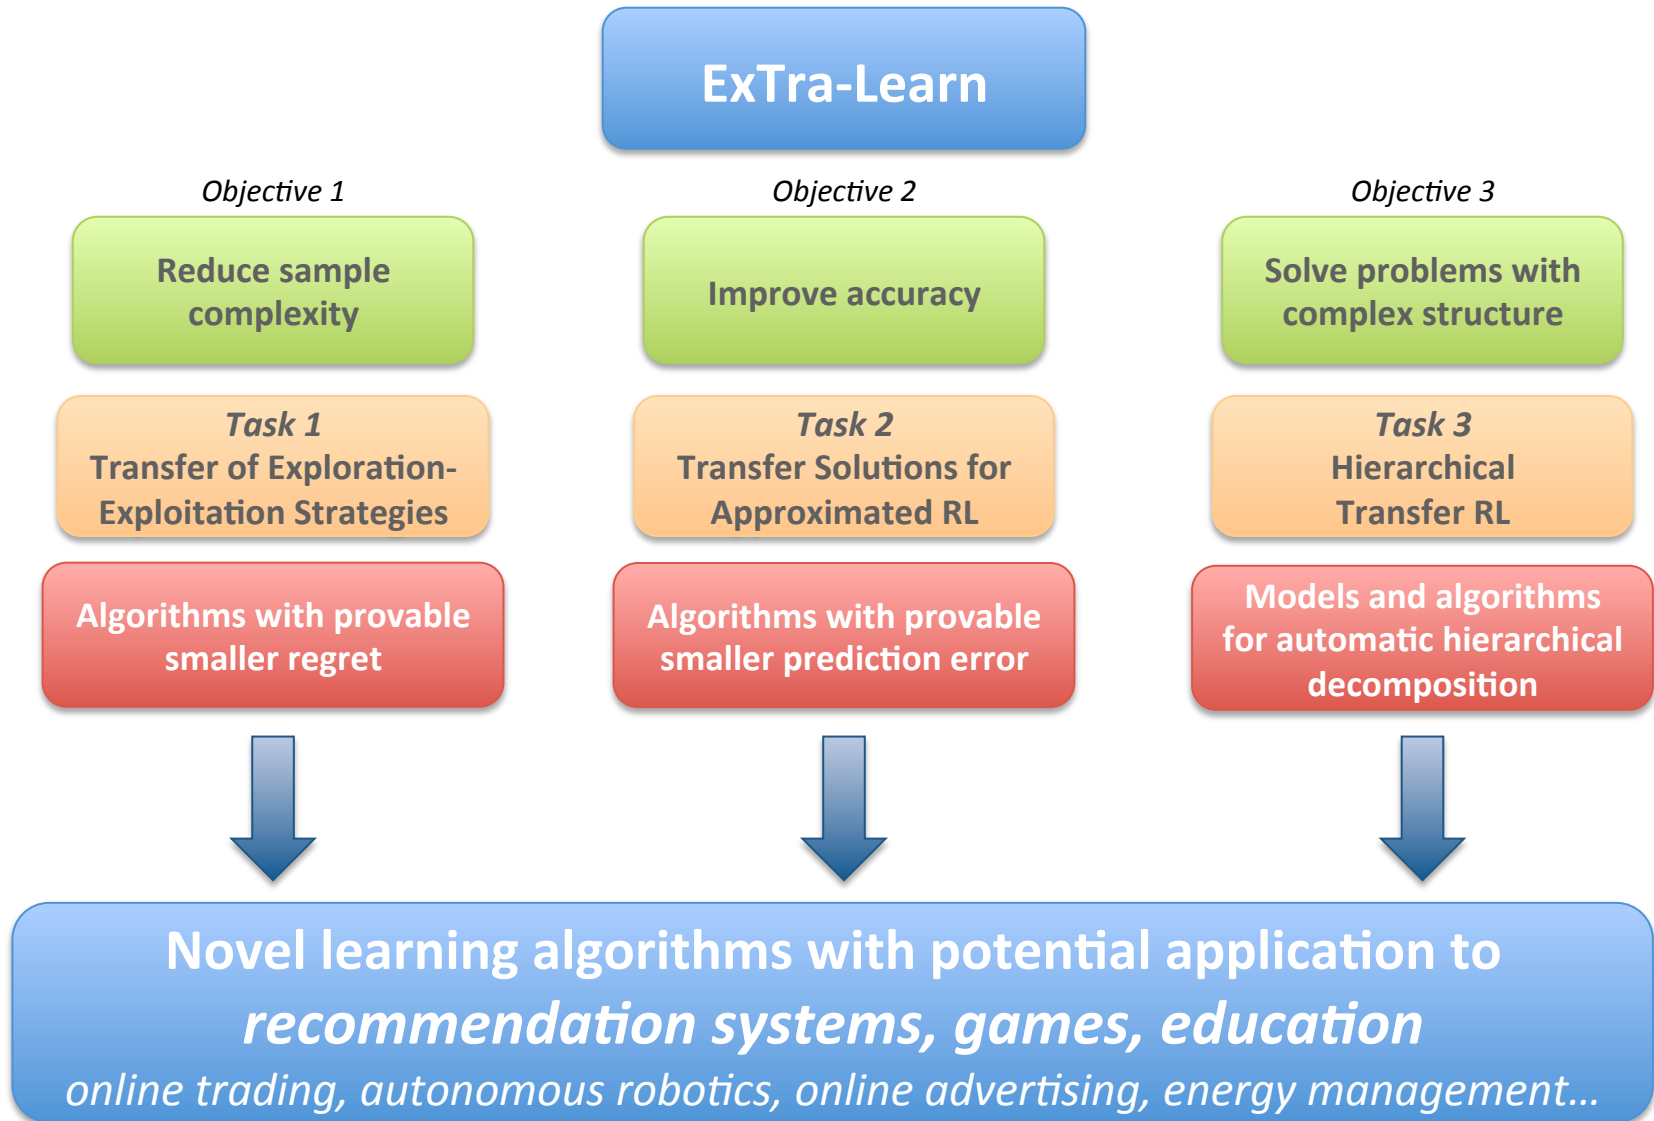 ExTra-Learn
Objective 1
Reduce sample
complexity
Task 1
Transfer of Exploration-
Exploitation Strategies
Algorithms with provable
smaller regret
Objective 2
Improve accuracy
Task 2
Transfer Solutions for
Approximated RL
Algorithms with provable
smaller prediction error
Objective 3
Solve problems with
complex structure
Task 3
Hierarchical
Transfer RL
Models and algorithms
for automatic hierarchical
decomposition
Novel learning algorithms with potential application to
recommendation systems, games, education
online trading, autonomous robotics, online advertising, energy management...